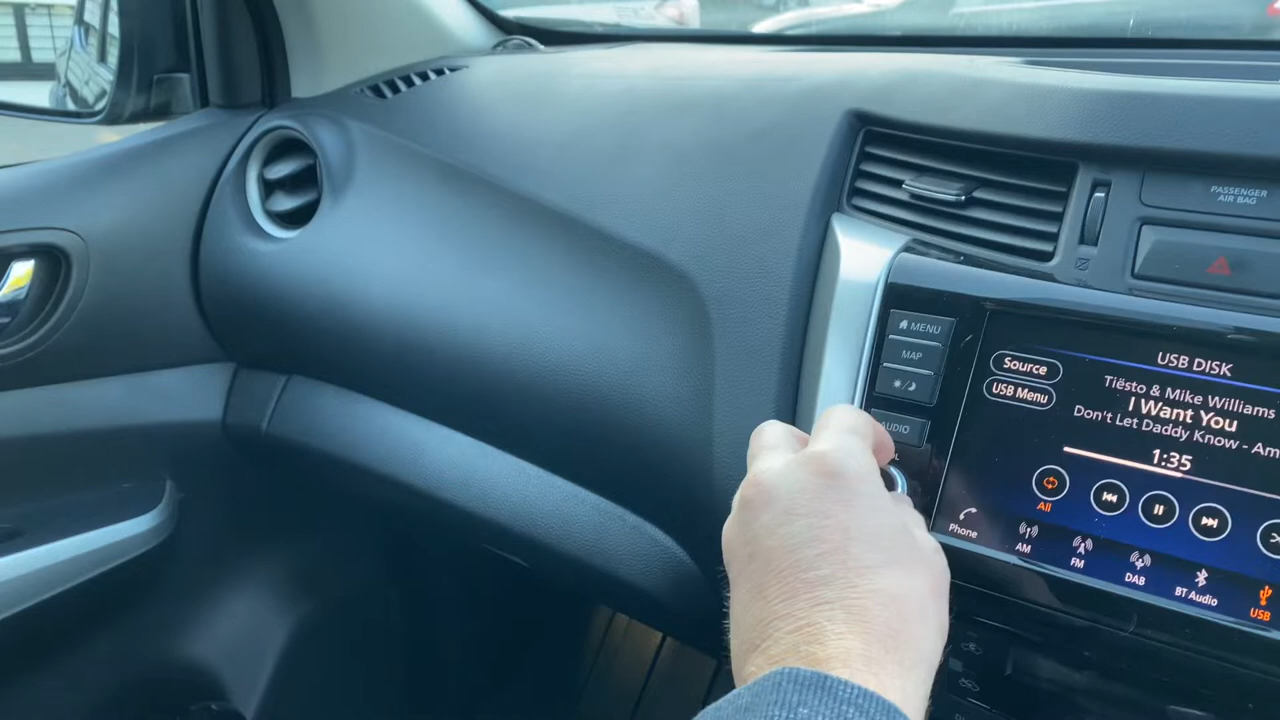 PASSENGER
AIR BAG
MENU
MAP
AUDIO
Source
USB Menu
USB DISK
Tiësto & Mike Williams
I Want You
Don't Let Daddy Know - Am
1:35
All
Phone
AM
FM
DAB
BT Audio
USB